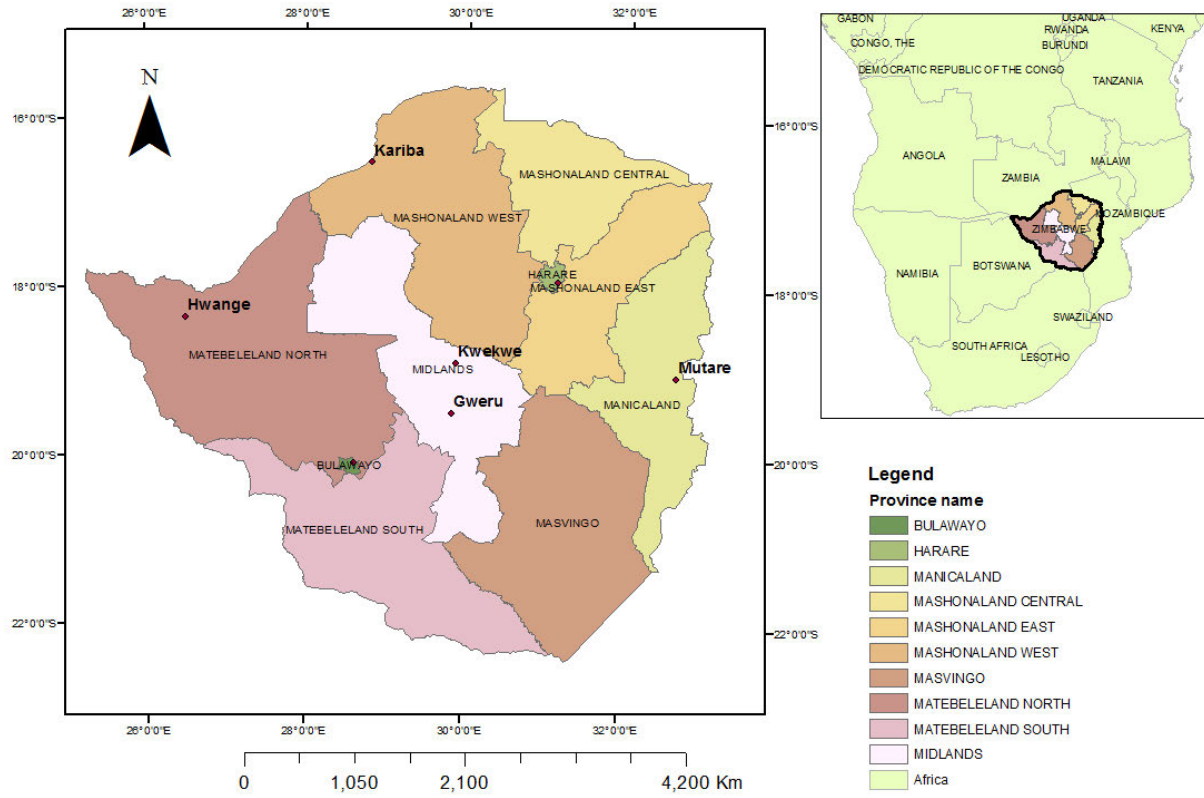 28°0'0"E 30°0'0"E 32°0'0"E
N
16°0'0"S
18°0'0"S
20°0'0"S
22°0'0"S
Kariba
MASHONALAND CENTRAL
MASHONALAND WEST
HARARE
MASHONALAND EAST
Hwange
MATEBELELAND NORTH
Kwekwe
MIDLANDS
Mutare
Gweru
MANICALAND
BULAWAYO
MASVINGO
MATEBELELAND SOUTH
16°0'0"S
18°0'0"S
20°0'0"S
22°0'0"S
26°0'0"E 28°0'0"E 30°0'0"E 32°0'0"E
0 1,050 2,100 4,200 Km
GABON
UGANDA
RWANDA
KENYA
CONGO, THE
BURUNDI
DEMOCRATIC REPUBLIC OF THE CONGO
TANZANIA
ANGOLA
MALAWI
ZAMBIA
MOZAMBIQUE
ZIMBABWE
NAMIBIA
BOTSWANA
SWAZILAND
SOUTH AFRICA
LESOTHO
Legend
Province name
BULAWAYO
HARARE
MANICALAND
MASHONALAND CENTRAL
MASHONALAND EAST
MASHONALAND WEST
MASVINGO
MATEBELELAND NORTH
MATEBELELAND SOUTH
MIDLANDS
Africa